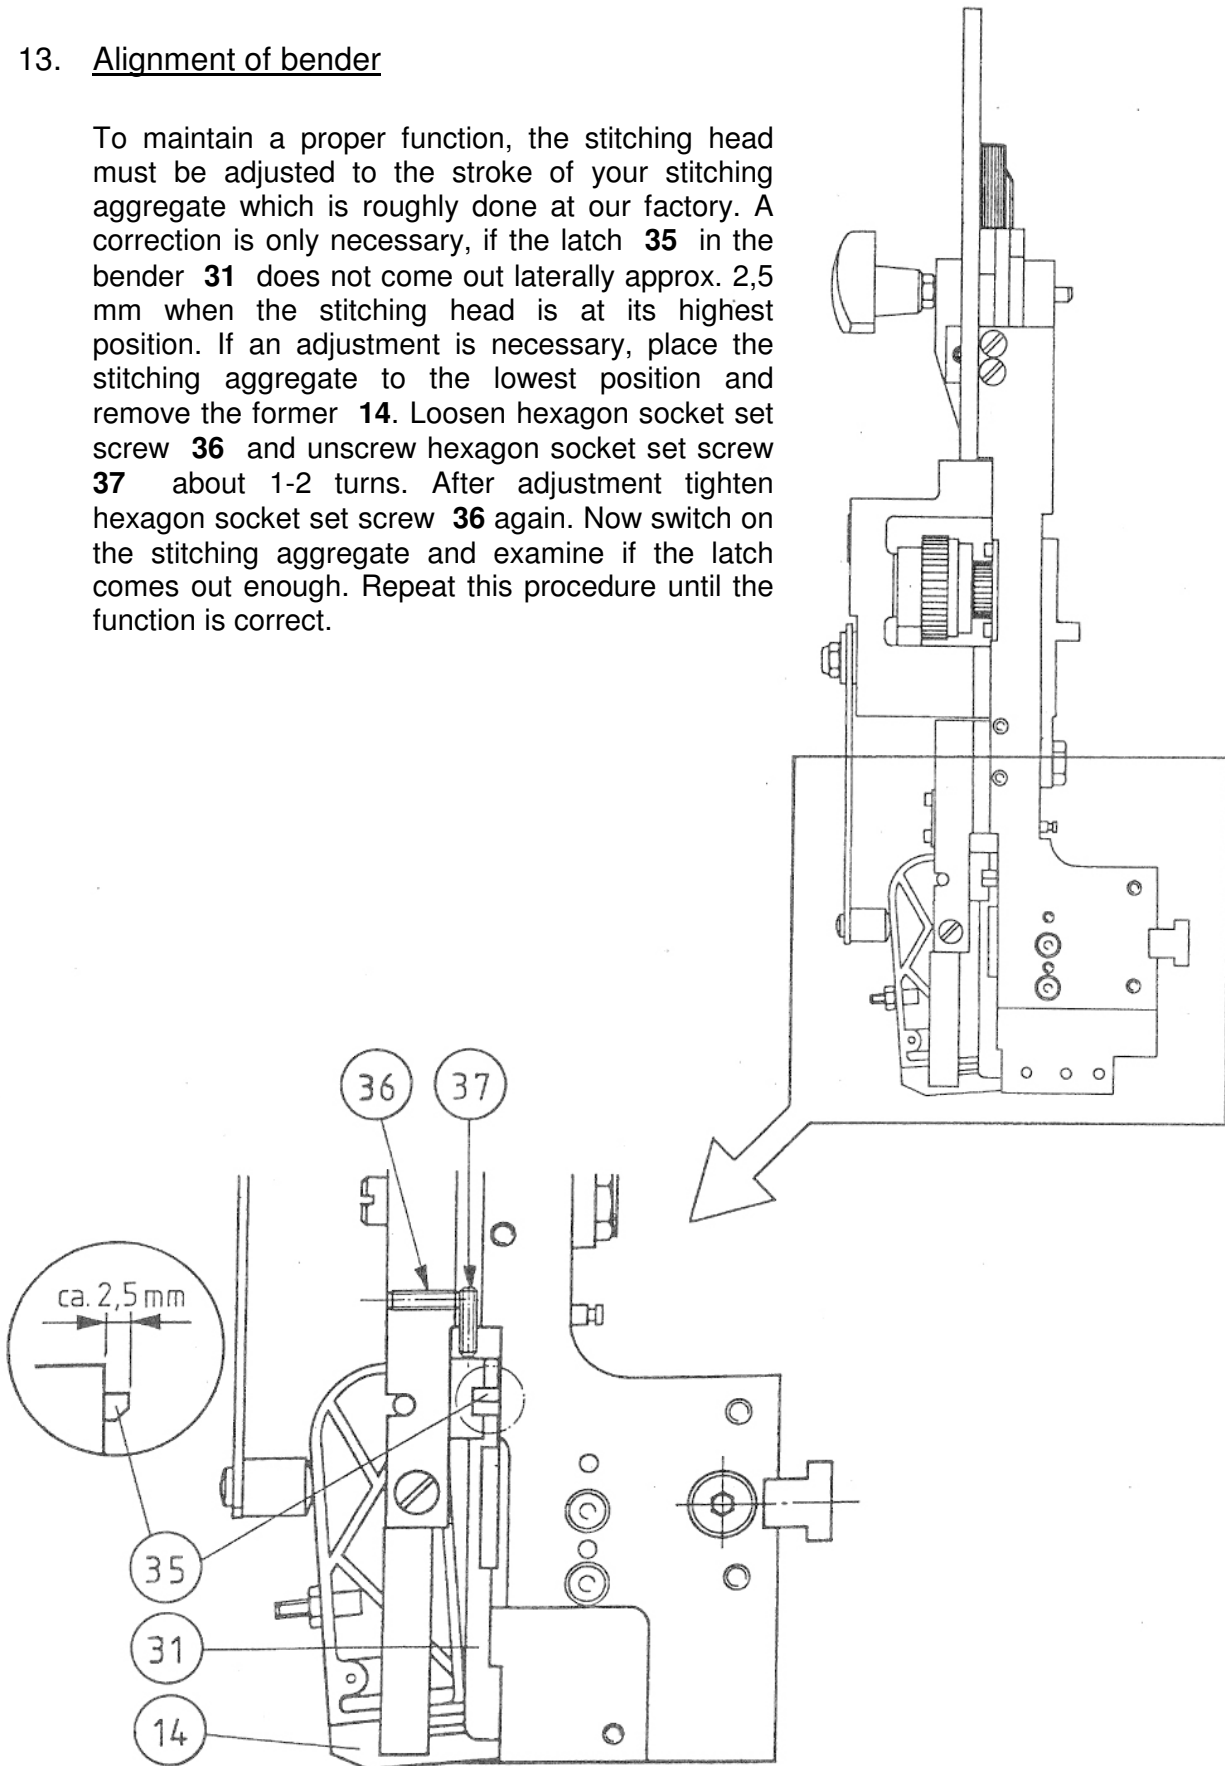 13. Alignment of bender
To maintain a proper function, the stitching head
must be adjusted to the stroke of your stitching
aggregate which is roughly done at our factory. A
correction is only necessary, if the latch 35 in the
bender 31 does not come out laterally approx. 2,5
mm when the stitching head is at its highest
position. If an adjustment is necessary, place the
stitching aggregate to the lowest position and
remove the former 14. Loosen hexagon socket set
screw 36 and unscrew hexagon socket set screw
37 about 1-2 turns. After adjustment tighten
hexagon socket set screw 36 again. Now switch on
the stitching aggregate and examine if the latch
comes out enough. Repeat this procedure until the
function is correct.
36 37
ca. 2,5 mm
35
31
14